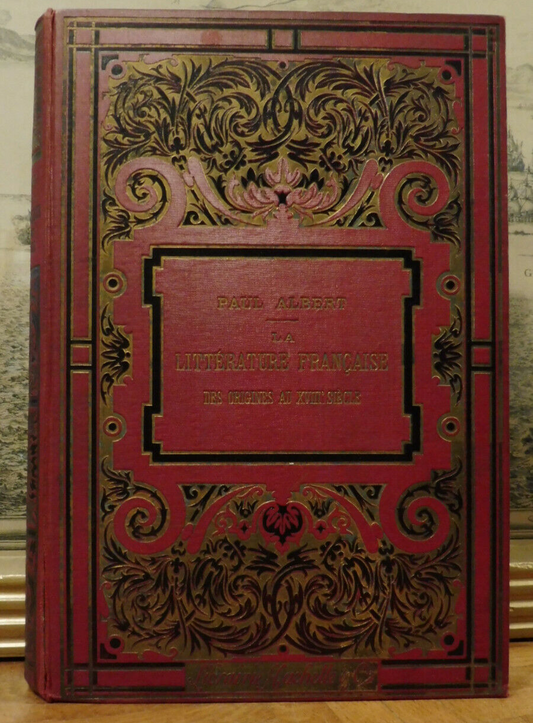 PAUL ALBERT
LA
LITTÉRATURE FRANÇAISE
DES ORIGINES AU XVIIE SIÈCLE